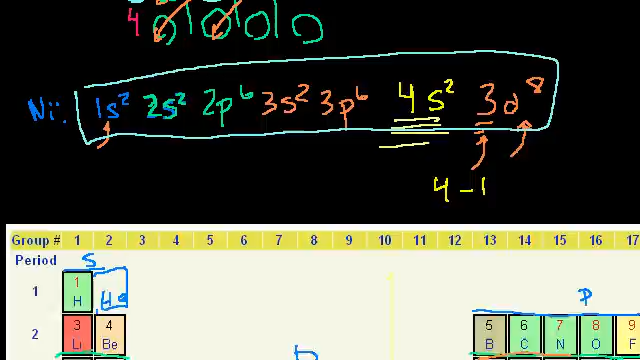 4
Ni: 1s² 2s² 2p⁶ 3s² 3p⁶ 4s² 3d⁸
4-1
Group # 1 2 3 4 5 6 7 8 9 10 11 12 13 14 15 16 17
Period S
1 1 H He P
2 3 Li 4 Be 5 B 6 C 7 N 8 O 9 F
D